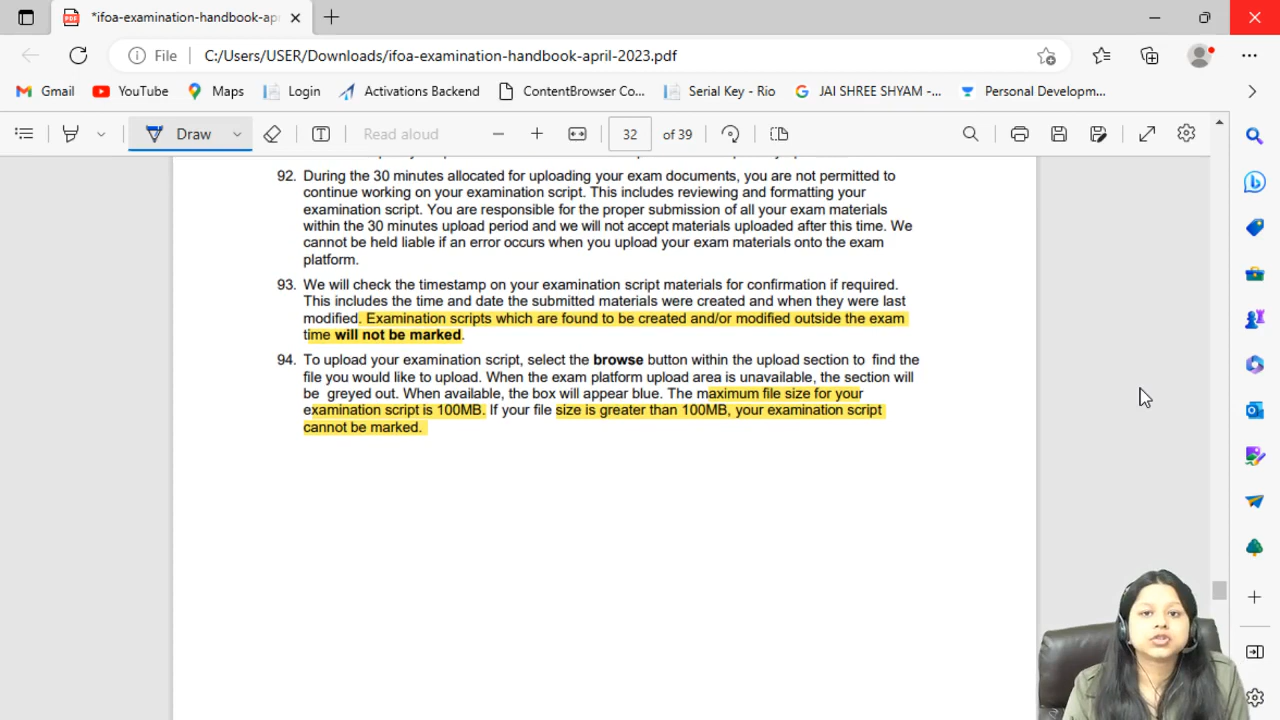 *ifoa-examination-handbook-ap
File
C:/Users/USER/Downloads/ifoa-examination-handbook-april-2023.pdf
Gmail
YouTube
Maps
Login
Activations Backend
ContentBrowser Co...
Serial Key - Rio
JAI SHREE SHYAM -...
Personal Developm...
Draw
Read aloud
32
of 39
92. During the 30 minutes allocated for uploading your exam documents, you are not permitted to
continue working on your examination script. This includes reviewing and formatting your
examination script. You are responsible for the proper submission of all your exam materials
within the 30 minutes upload period and we will not accept materials uploaded after this time. We
cannot be held liable if an error occurs when you upload your exam materials onto the exam
platform.
93. We will check the timestamp on your examination script materials for confirmation if required.
This includes the time and date the submitted materials were created and when they were last
modified. Examination scripts which are found to be created and/or modified outside the exam
time will not be marked.
94. To upload your examination script, select the browse button within the upload section to find the
file you would like to upload. When the exam platform upload area is unavailable, the section will
be greyed out. When available, the box will appear blue. The maximum file size for your
examination script is 100MB. If your file size is greater than 100MB, your examination script
cannot be marked.